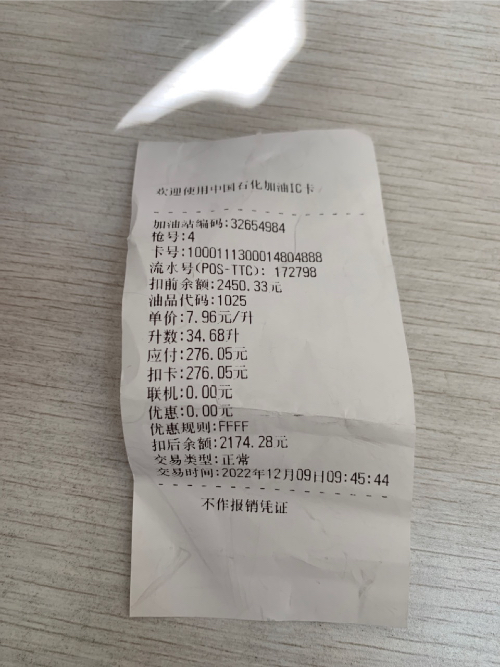 欢迎使用中国石化加油IC卡
加油站编码:32654984
枪号:4
卡号:1000111300014804888
流水号(POS-TTC): 172798
扣前余额:2450.33元
油品代码:1025
单价:7.96元/升
升数:34.68升
应付:276.05元
扣卡:276.05元
联机:0.00元
优惠:0.00元
优惠规则:FFFF
扣后余额:2174.28元
交易类型:正常
交易时间:2022年12月09日09:45:44
不作报销凭证